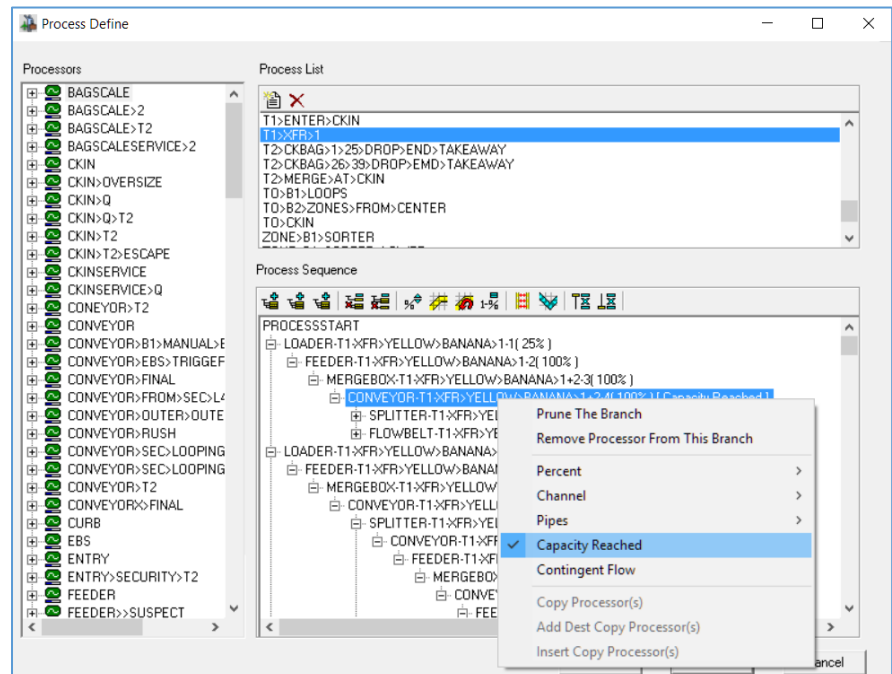 Process Define
Processors
BAGSCALE
BAGSCALE>2
BAGSCALE>T2
BAGSCALESERVICE>2
CKIN
CKIN>OVERSIZE
CKIN>Q
CKIN>Q>T2
CKIN>T2
CKIN>T2>ESCAPE
CKINSERVICE
CKINSERVICE>Q
CONEYOR>T2
CONVEYOR
CONVEYOR>B1>MANUAL>E
CONVEYOR>EBS>TRIGGEF
CONVEYOR>FINAL
CONVEYOR>FROM>SEC>L
CONVEYOR>OUTER>OUTE
CONVEYOR>RUSH
CONVEYOR>SEC>LOOPING
CONVEYOR>SEC>LOOPING
CONVEYOR>T2
CONVEYORX>FINAL
CURB
EBS
ENTRY
ENTRY>SECURITY>T2
FEEDER
FEEDER>>SUSPECT
Process List
T1>ENTER>CKIN
T1>XFR>1
T2>CKBAG>1>25>DROP>END>TAKEAWAY
T2>CKBAG>26>39>DROP>EMD>TAKEAWAY
T2>MERGE>AT>CKIN
TO>B1>LOOPS
TO>B2>ZONES>FROM>CENTER
TO>CKIN
ZONE>B1>SORTER
Process Sequence
PROCESSSTART
LOADER-T1-XFR>YELLOW>BANANA>1-1( 25% )
FEEDER-T1-XFR>YELLOW>BANANA>1-2( 100% )
MERGEBOX-T1-XFR>YELLOW>BANANA>1+2-3( 100% )
CONVEYOR-T1-XFR>YELLOW>BANANA>1+2-4( 100% ) [ Capacity Reached ]
SPLITTER-T1-XFR>YEL
FLOWBELT-T1-XFR>YE
LOADER-T1-XFR>YELLOW>BANANA>
FEEDER-T1-XFR>YELLOW>BANAN
MERGEBOX-T1-XFR>YELLOW
CONVEYOR-T1-XFR>YELL
SPLITTER-T1-XFR>YEL
CONVEYOR-T1-XFF
FEEDER-T1-XFI
MERGEBO
CONVE
FEE
Prune The Branch
Remove Processor From This Branch
Percent
Channel
Pipes
Capacity Reached
Contingent Flow
Copy Processor(s)
Add Dest Copy Processor(s)
Insert Copy Processor(s)
ancel